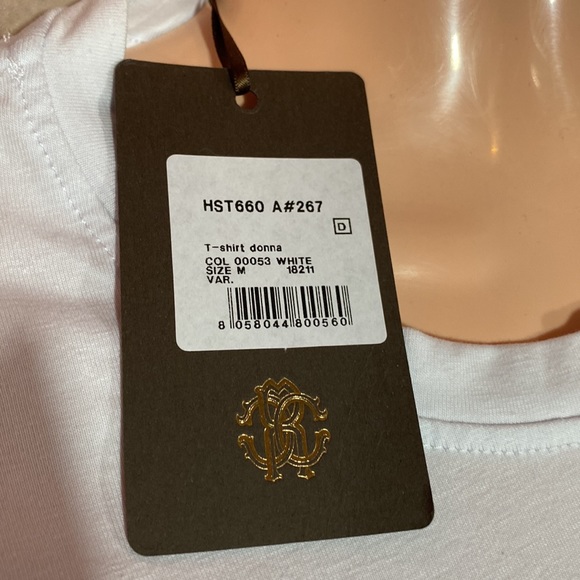 HST660 A#267
D
T-shirt donna
COL 00053 WHITE
SIZE M 18211
VAR.
8 058044 800560